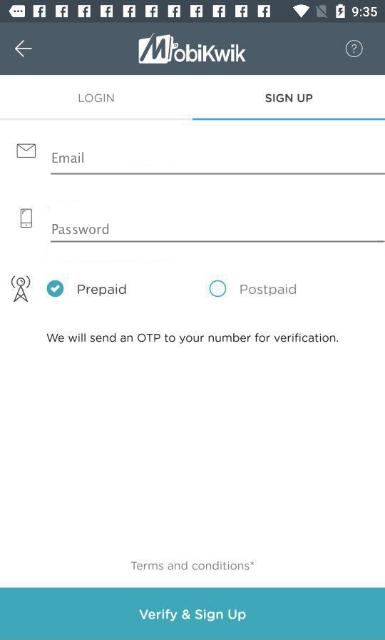 9:35
MobiKwik
LOGIN
SIGN UP
Email
Password
Prepaid
Postpaid
We will send an OTP to your number for verification.
Terms and conditions*
Verify & Sign Up